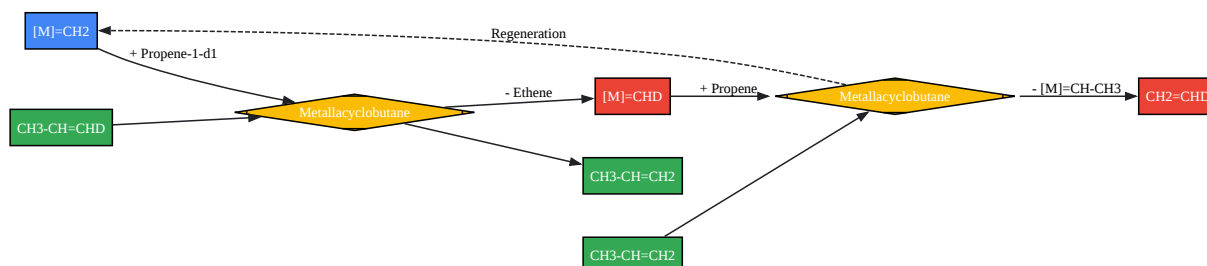 [M]=CH2
Regeneration
+ Propene-1-d1
CH3-CH=CHD
Metallacyclobutane
- Ethene
[M]=CHD
+ Propene
Metallacyclobutane
- [M]=CH-CH3
CH2=CHD
CH3-CH=CH2
CH3-CH=CH2